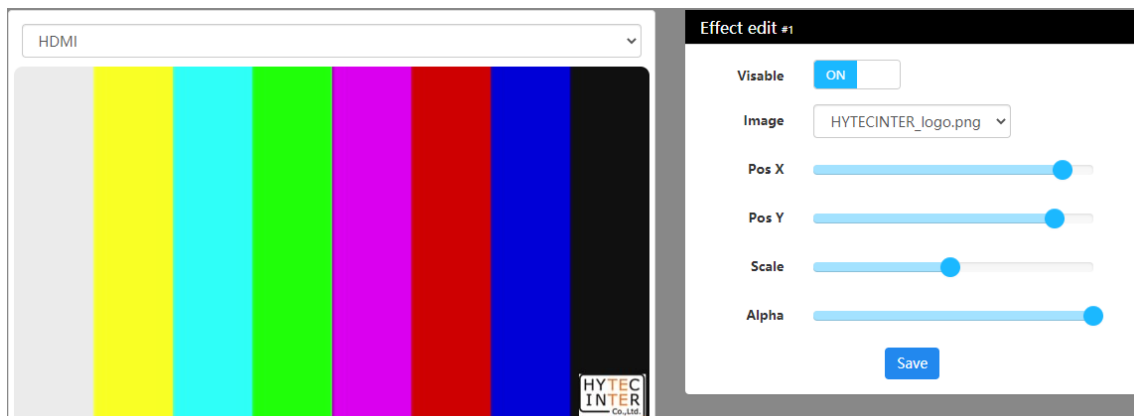 HDMI
HYTEC
INTER
Co.,Ltd.
Effect edit #1
Visable
ON
Image
HYTECINTER_logo.png
Pos X
Pos Y
Scale
Alpha
Save